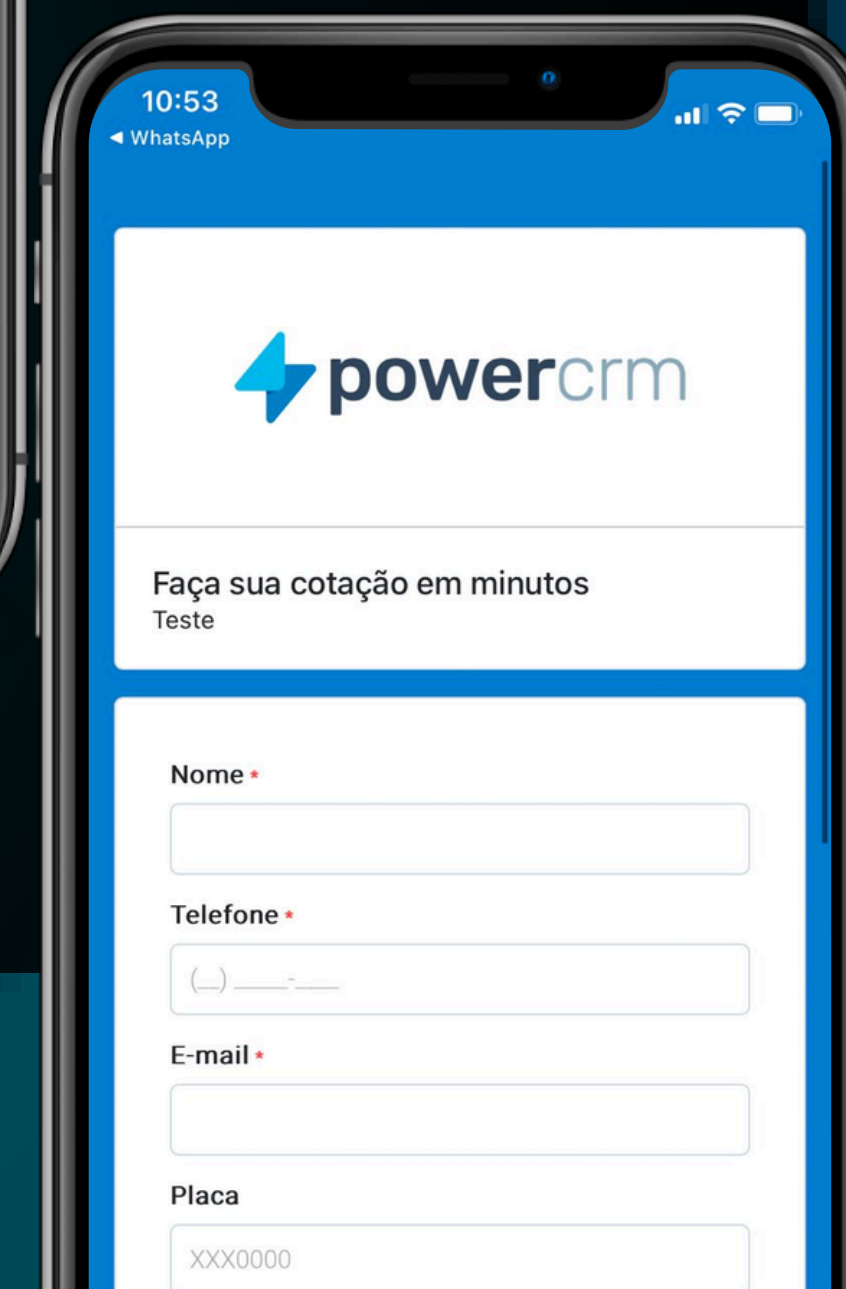 10:53
◀ WhatsApp
powercrm
Faça sua cotação em minutos
Teste
Nome *
Telefone *
(__) _____-____
E-mail *
Placa
XXX0000